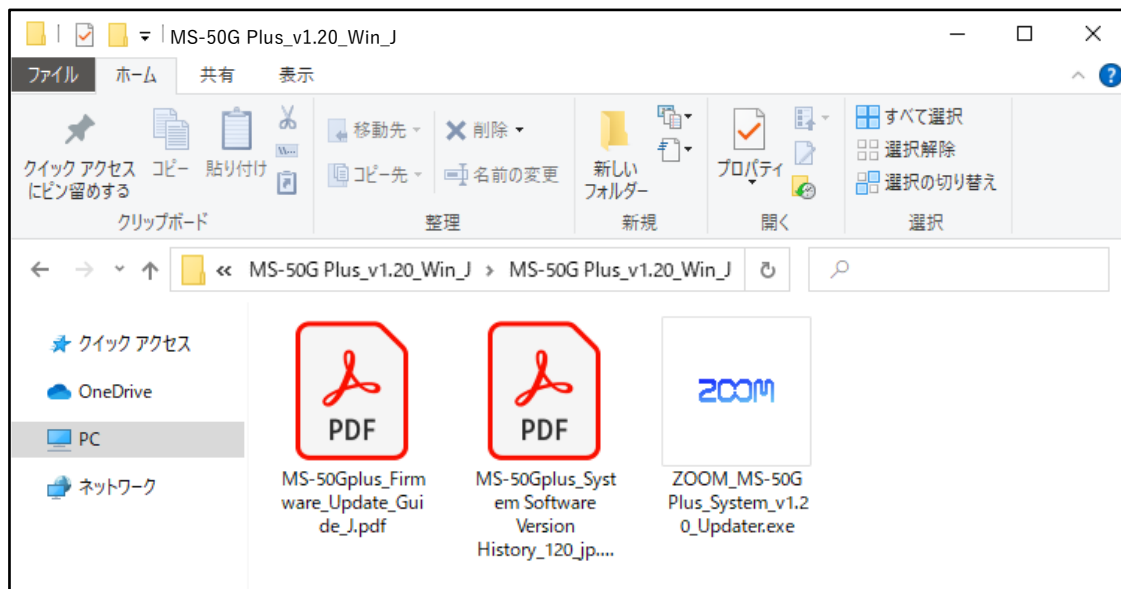 MS-50G Plus_v1.20_Win_J
ファイル ホーム 共有 表示
クイック アクセス
にピン留めする
コピー
貼り付け
移動先
コピー先
削除
名前の変更
新しい
フォルダー
プロパティ
すべて選択
選択解除
選択の切り替え
クリップボード 整理 新規 開く 選択
« MS-50G Plus_v1.20_Win_J › MS-50G Plus_v1.20_Win_J
クイック アクセス
OneDrive
PC
ネットワーク
PDF
MS-50Gplus_Firm
ware_Update_Gui
de_J.pdf
PDF
MS-50Gplus_Syst
em Software
Version
History_120_jp....
ZOOM
ZOOM_MS-50G
Plus_System_v1.2
0_Updater.exe